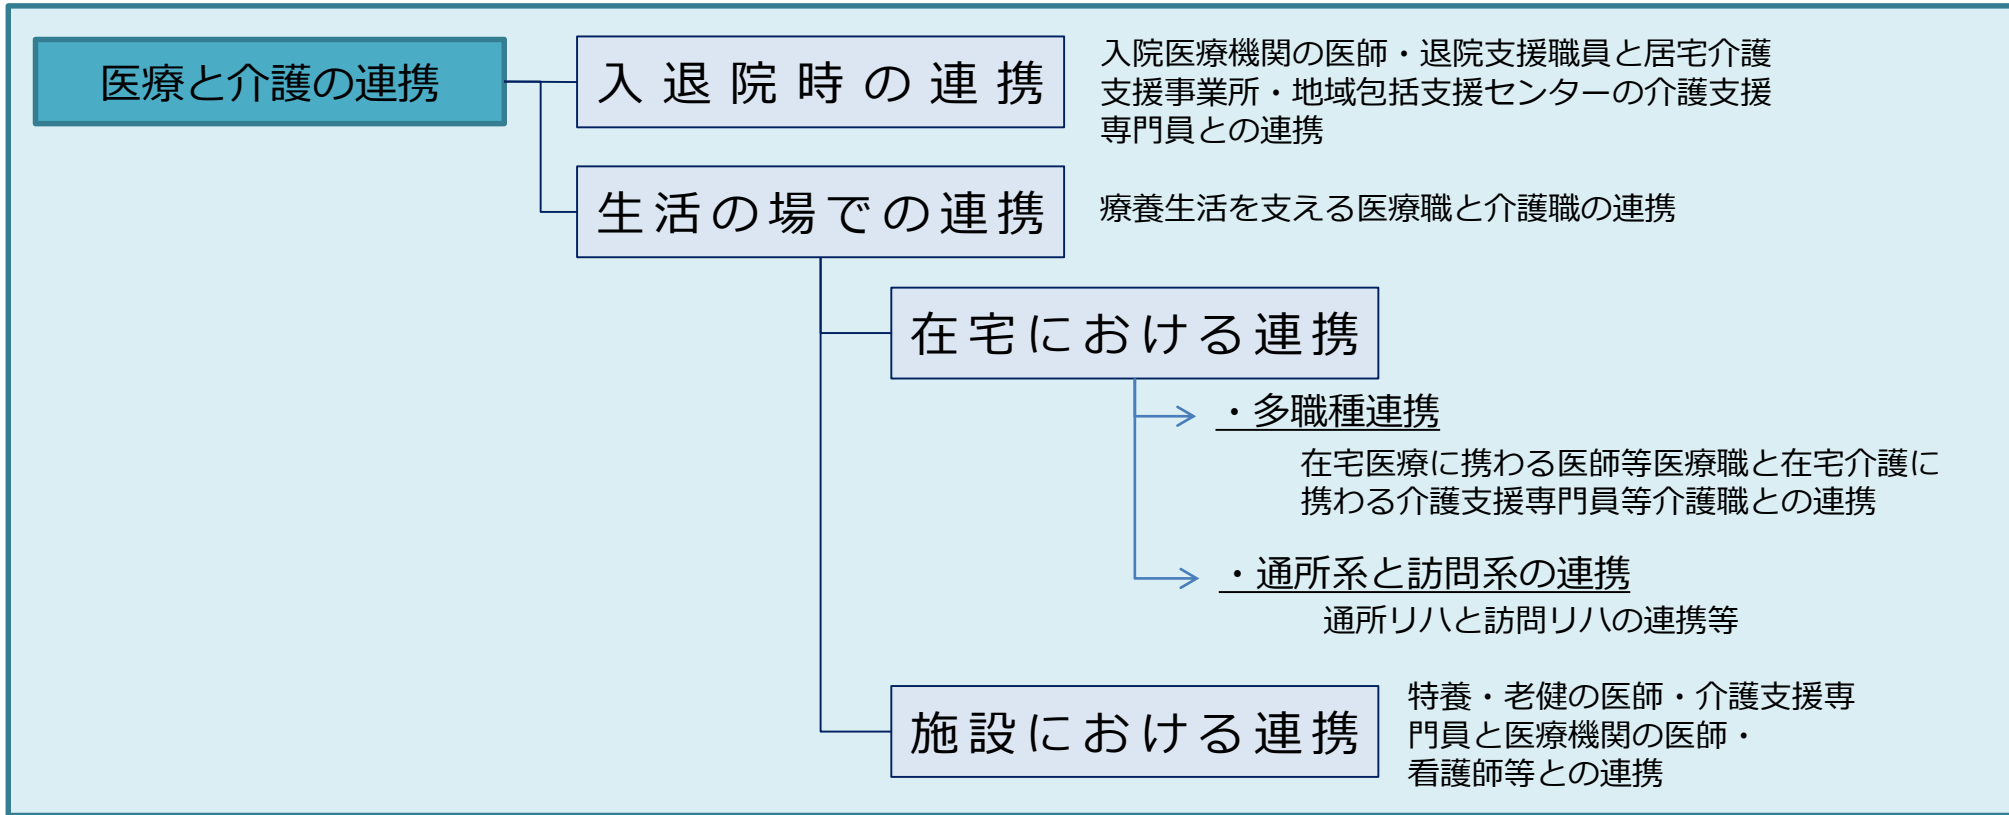 医療と介護の連携
入退院時の連携
入院医療機関の医師・退院支援職員と居宅介護
支援事業所・地域包括支援センターの介護支援
専門員との連携
生活の場での連携
療養生活を支える医療職と介護職の連携
在宅における連携
・多職種連携
在宅医療に携わる医師等医療職と在宅介護に
携わる介護支援専門員等介護職との連携
・通所系と訪問系の連携
通所リハと訪問リハの連携等
施設における連携
特養・老健の医師・介護支援専
門員と医療機関の医師・
看護師等との連携